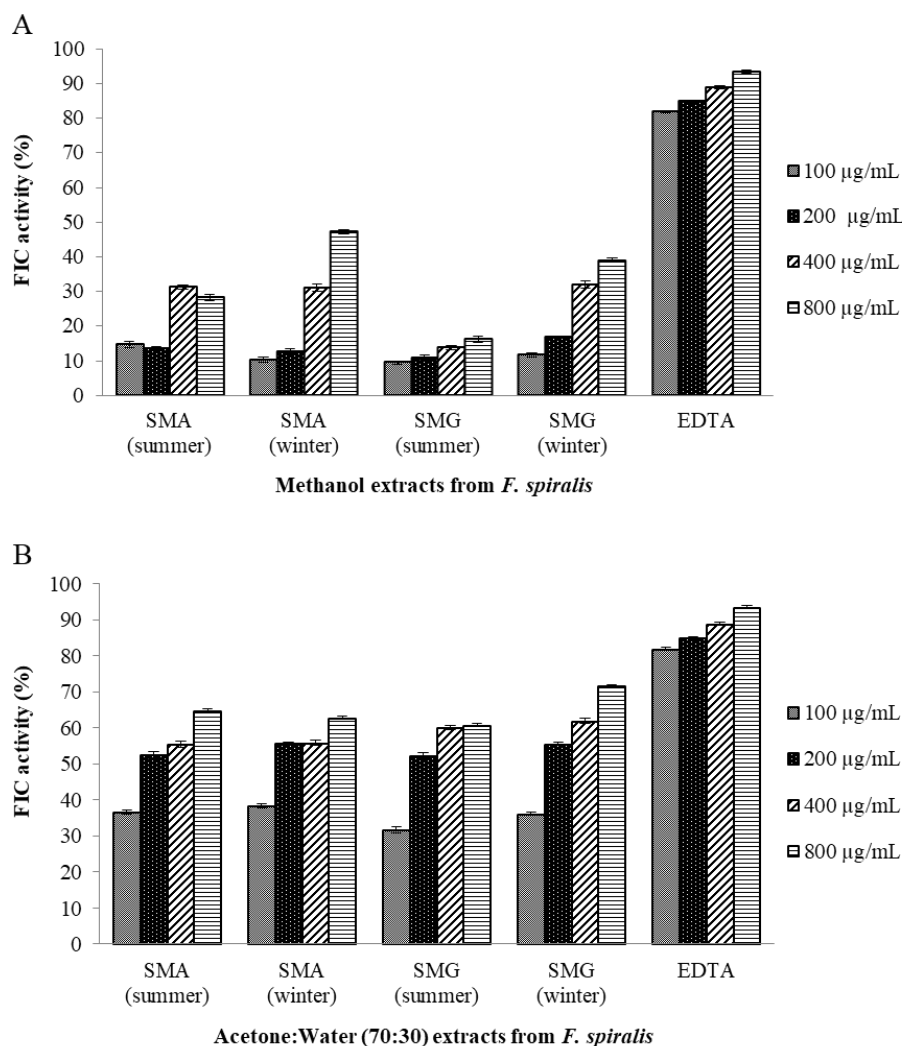 A
100
90
80
70
60
50
40
30
20
10
0
FIC activity (%)
100 µg/mL
200 µg/mL
400 µg/mL
800 µg/mL
SMA
(summer)
SMA
(winter)
SMG
(summer)
SMG
(winter)
EDTA
Methanol extracts from F. spiralis
B
100
90
80
70
60
50
40
30
20
10
0
FIC activity (%)
100 µg/mL
200 µg/mL
400 µg/mL
800 µg/mL
SMA
(summer)
SMA
(winter)
SMG
(summer)
SMG
(winter)
EDTA
Acetone:Water (70:30) extracts from F. spiralis